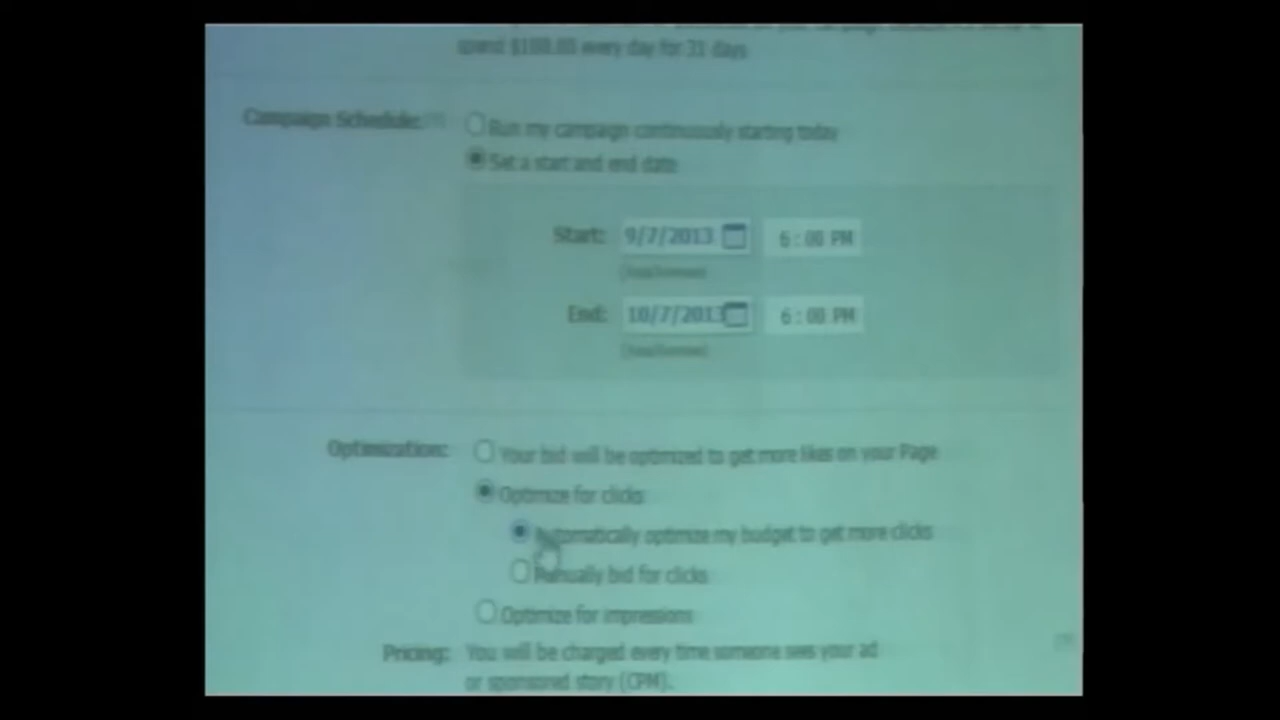 every day for 31 days
Campaign Schedule:
Run my campaign continuously starting today
Set a start and end date
Start: 9/7/2013 6:00 PM
End: 10/7/2013 6:00 PM
Optimization: Your bid will be optimized to get more likes on your Page
Optimize for clicks
Automatically optimize my budget to get more clicks
Manually bid for clicks
Optimize for impressions
Pricing: You will be charged every time someone sees your ad
or sponsored story (CPM).